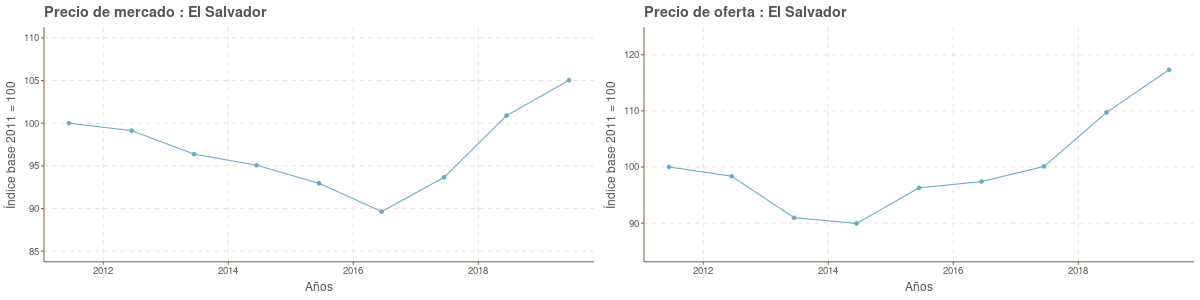 Precio de mercado : El Salvador
110
105
100
95
90
85
Índice base 2011 = 100
2012 2014 2016 2018
Años
Precio de oferta : El Salvador
120
110
100
90
Índice base 2011 = 100
2012 2014 2016 2018
Años